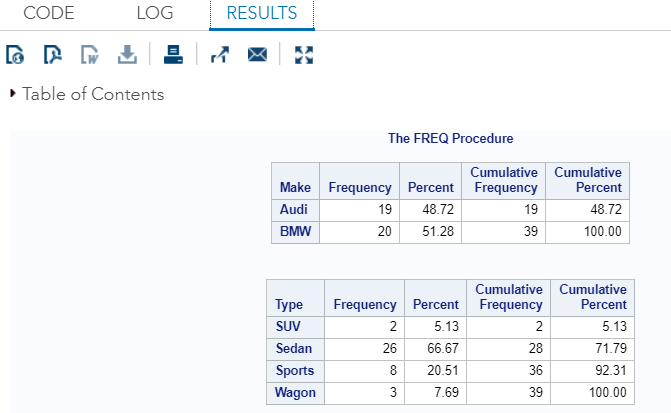 CODE LOG RESULTS
Table of Contents
The FREQ Procedure
Make Frequency Percent Cumulative Frequency Cumulative Percent
Audi 19 48.72 19 48.72
BMW 20 51.28 39 100.00
Type Frequency Percent Cumulative Frequency Cumulative Percent
SUV 2 5.13 2 5.13
Sedan 26 66.67 28 71.79
Sports 8 20.51 36 92.31
Wagon 3 7.69 39 100.00